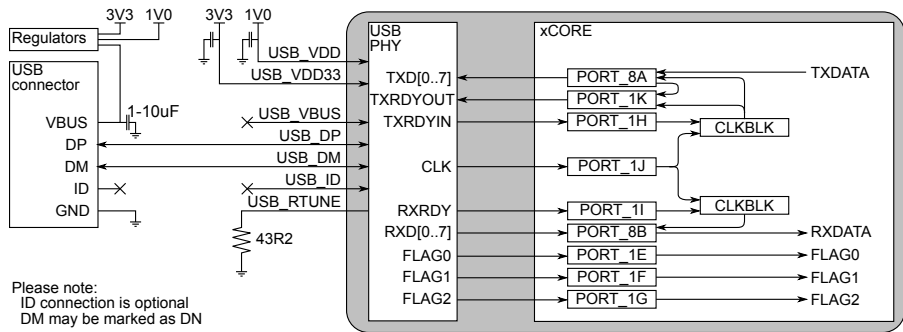 3V3 1V0
Regulators
USB connector
VBUS
1-10uF
DP
DM
ID
GND
Please note:
ID connection is optional
DM may be marked as DN
3V3 1V0
USB_VDD
USB_VDD33
USB_VBUS
USB_DP
USB_DM
USB_ID
USB_RTUNE
43R2
USB PHY
TXD[0..7]
TXRDYOUT
TXRDYIN
CLK
RXRDY
RXD[0..7]
FLAG0
FLAG1
FLAG2
xCORE
PORT_8A
PORT_1K
PORT_1H
PORT_1J
PORT_1I
PORT_8B
PORT_1E
PORT_1F
PORT_1G
CLKBLK
CLKBLK
TXDATA
RXDATA
FLAG0
FLAG1
FLAG2